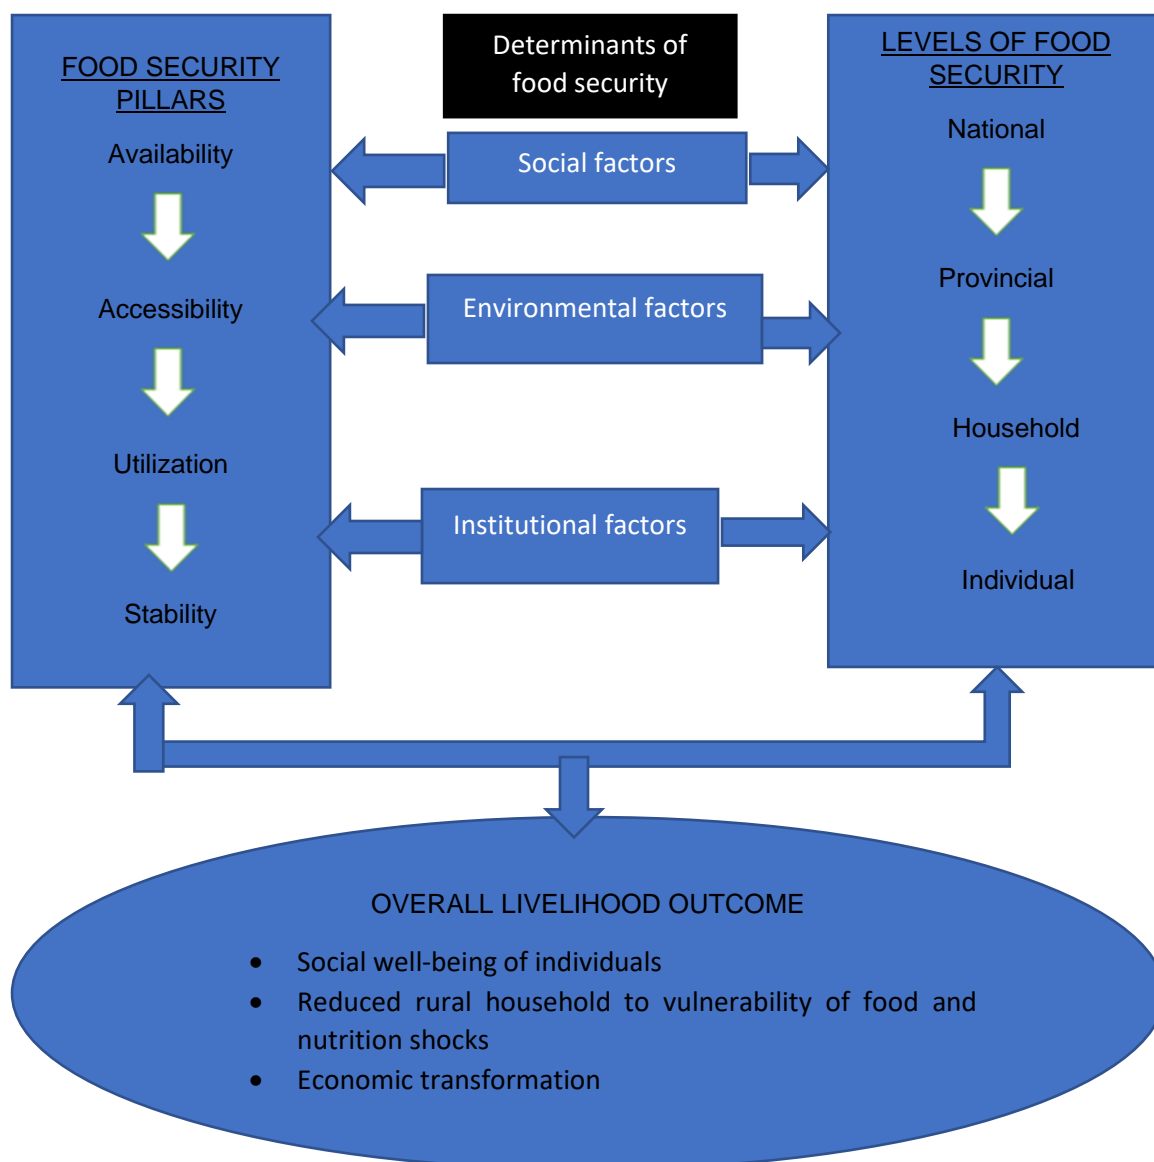 FOOD SECURITY
PILLARS
Availability
Accessibility
Utilization
Stability
Determinants of
food security
Social factors
Environmental factors
Institutional factors
LEVELS OF FOOD
SECURITY
National
Provincial
Household
Individual
OVERALL LIVELIHOOD OUTCOME
• Social well-being of individuals
• Reduced rural household to vulnerability of food and
nutrition shocks
• Economic transformation